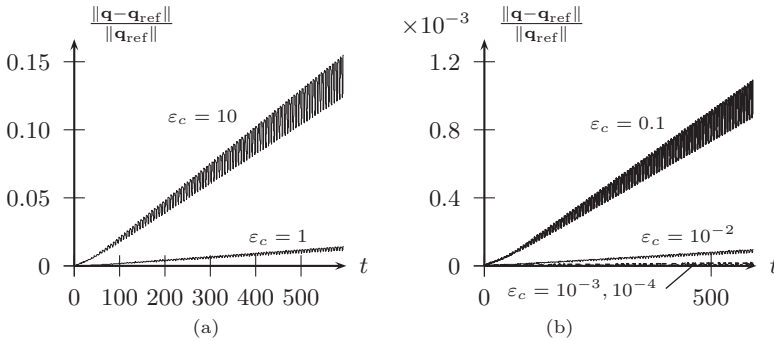 ‖q−q_ref‖ / ‖q_ref‖
0.15
0.10
0.05
0
ε_c = 10
ε_c = 1
t
0 100 200 300 400 500
(a)
×10^−3
‖q−q_ref‖ / ‖q_ref‖
1.2
0.8
0.4
0
ε_c = 0.1
ε_c = 10^−2
t
0 500
ε_c = 10^−3, 10^−4
(b)